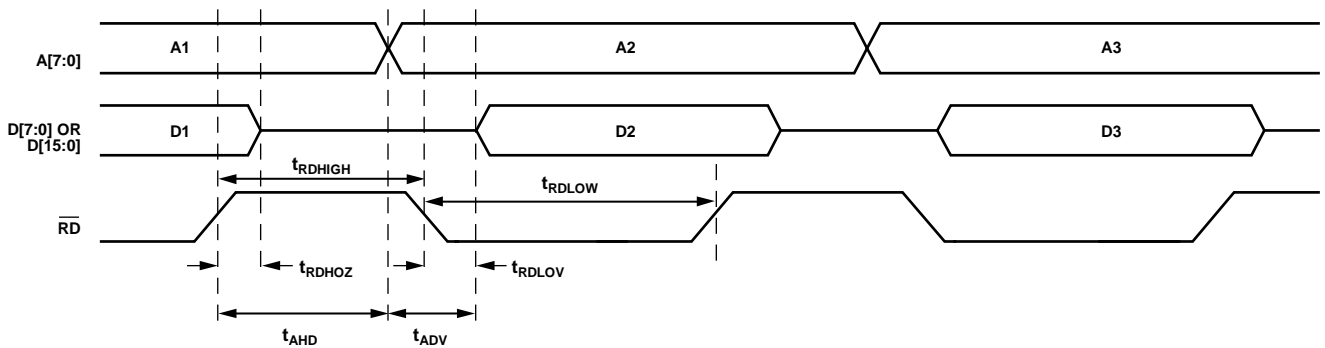 A[7:0]
A1
A2
A3
D[7:0] OR
D[15:0]
D1
D2
D3
tRDHIGH
tRDLOW
RD
tRDHOZ
tRDLOV
tAHD
tADV